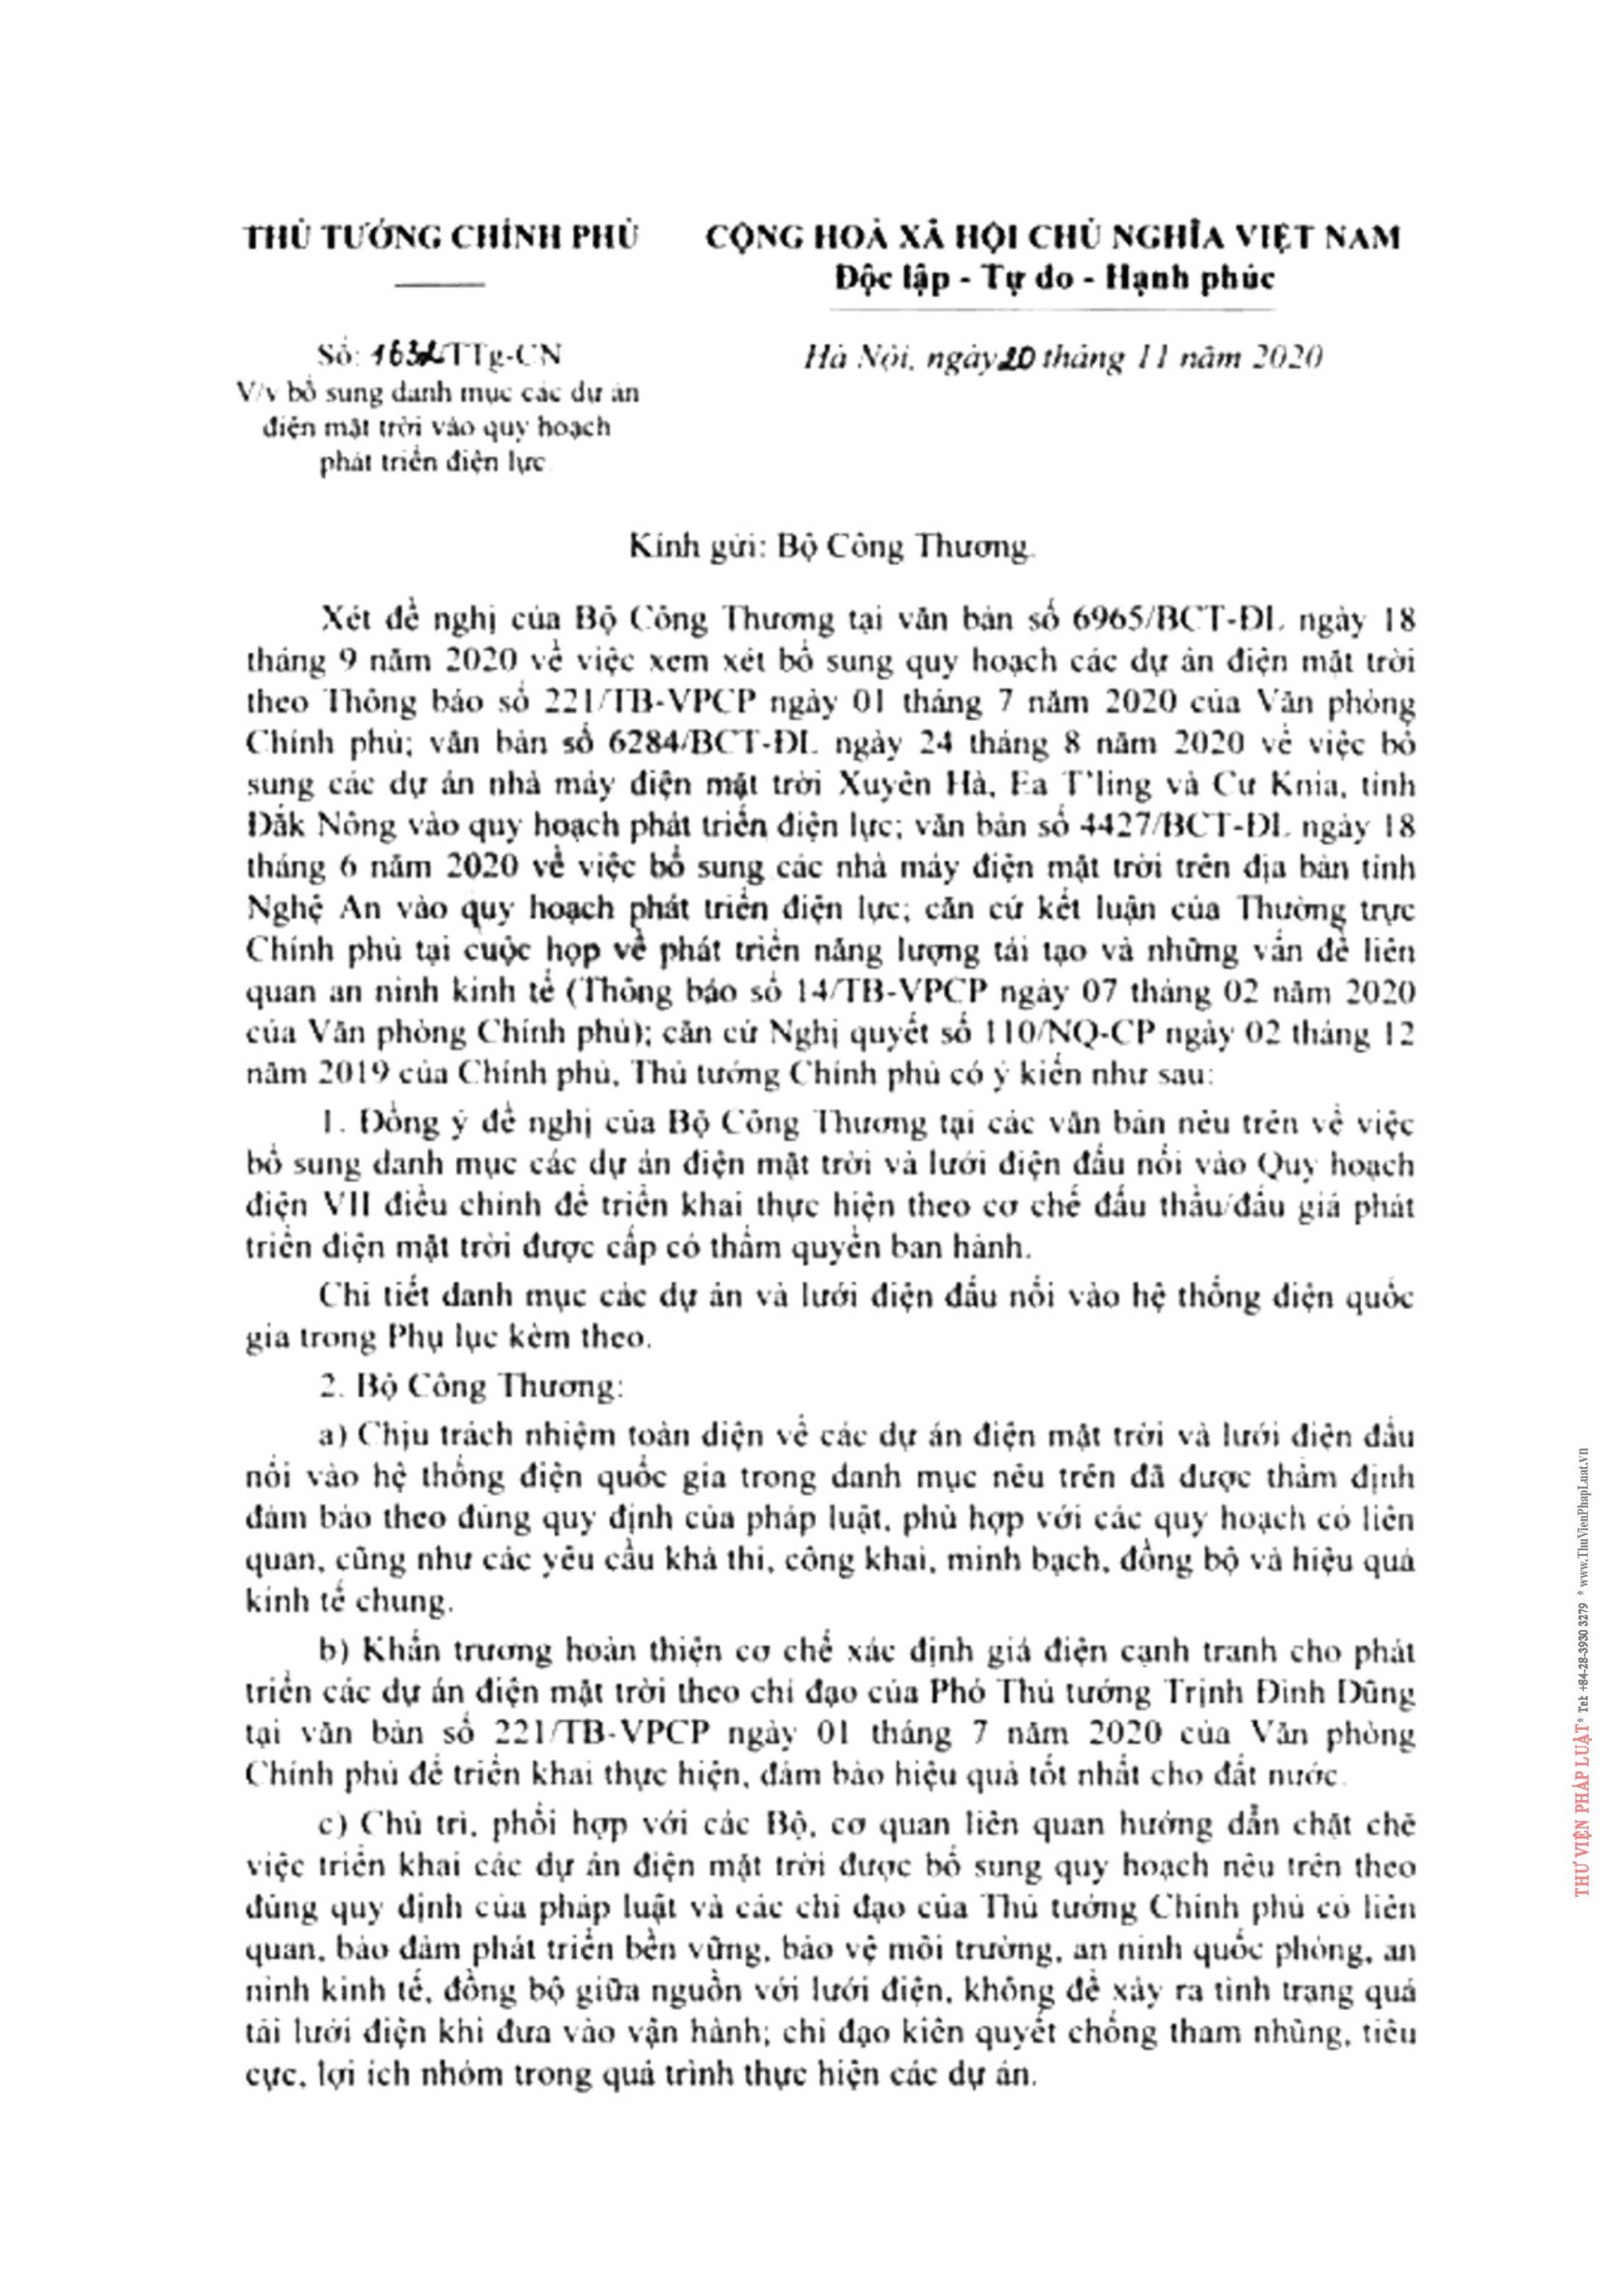 THỦ TƯỚNG CHÍNH PHỦ
CỘNG HOÀ XÃ HỘI CHỦ NGHĨA VIỆT NAM
Độc lập - Tự do - Hạnh phúc
Số: 1632/TTg-CN
Hà Nội, ngày 20 tháng 11 năm 2020
V/v bổ sung danh mục các dự án
điện mặt trời vào quy hoạch
phát triển điện lực.
Kính gửi: Bộ Công Thương.
Xét đề nghị của Bộ Công Thương tại văn bản số 6965/BCT-ĐL ngày 18
tháng 9 năm 2020 về việc xem xét bổ sung quy hoạch các dự án điện mặt trời
theo Thông báo số 221/TB-VPCP ngày 01 tháng 7 năm 2020 của Văn phòng
Chính phủ; văn bản số 6284/BCT-ĐL ngày 24 tháng 8 năm 2020 về việc bổ
sung các dự án nhà máy điện mặt trời Xuyên Hà, Ea T'ling và Cư Knia, tỉnh
Đắk Nông vào quy hoạch phát triển điện lực; văn bản số 4427/BCT-ĐL ngày 18
tháng 6 năm 2020 về việc bổ sung các nhà máy điện mặt trời trên địa bàn tỉnh
Nghệ An vào quy hoạch phát triển điện lực; căn cứ kết luận của Thường trực
Chính phủ tại cuộc họp về phát triển năng lượng tái tạo và những vấn đề liên
quan an ninh kinh tế (Thông báo số 14/TB-VPCP ngày 07 tháng 02 năm 2020
của Văn phòng Chính phủ); căn cứ Nghị quyết số 110/NQ-CP ngày 02 tháng 12
năm 2019 của Chính phủ, Thủ tướng Chính phủ có ý kiến như sau:
1. Đồng ý đề nghị của Bộ Công Thương tại các văn bản nêu trên về việc
bổ sung danh mục các dự án điện mặt trời và lưới điện đấu nối vào Quy hoạch
điện VII điều chỉnh để triển khai thực hiện theo cơ chế đấu thầu/đấu giá phát
triển điện mặt trời được cấp có thẩm quyền ban hành.
Chi tiết danh mục các dự án và lưới điện đấu nối vào hệ thống điện quốc
gia trong Phụ lục kèm theo.
2. Bộ Công Thương:
a) Chịu trách nhiệm toàn diện về các dự án điện mặt trời và lưới điện đấu
nối vào hệ thống điện quốc gia trong danh mục nêu trên đã được thẩm định
đảm bảo theo đúng quy định của pháp luật, phù hợp với các quy hoạch có liên
quan, cũng như các yêu cầu khả thi, công khai, minh bạch, đồng bộ và hiệu quả
kinh tế chung.
b) Khẩn trương hoàn thiện cơ chế xác định giá điện cạnh tranh cho phát
triển các dự án điện mặt trời theo chỉ đạo của Phó Thủ tướng Trịnh Đình Dũng
tại văn bản số 221/TB-VPCP ngày 01 tháng 7 năm 2020 của Văn phòng
Chính phủ để triển khai thực hiện, đảm bảo hiệu quả tốt nhất cho đất nước.
c) Chủ trì, phối hợp với các Bộ, cơ quan liên quan hướng dẫn chặt chẽ
việc triển khai các dự án điện mặt trời được bổ sung quy hoạch nêu trên theo
đúng quy định của pháp luật và các chỉ đạo của Thủ tướng Chính phủ có liên
quan, bảo đảm phát triển bền vững, bảo vệ môi trường, an ninh quốc phòng, an
ninh kinh tế, đồng bộ giữa nguồn với lưới điện, không để xảy ra tình trạng quá
tải lưới điện khi đưa vào vận hành; chỉ đạo kiên quyết chống tham nhũng, tiêu
cực, lợi ích nhóm trong quá trình thực hiện các dự án.
THƯ VIỆN PHÁP LUẬT * Tel: +84-28-3930 3279 * www.ThuVienPhapLuat.vn